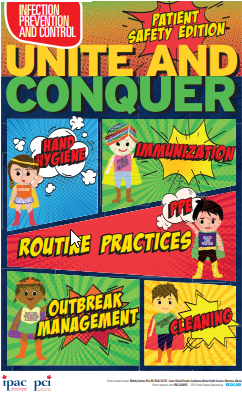 INFECTION
PREVENTION
AND CONTROL
PATIENT
SAFETY EDITION
UNITE AND
CONQUER
HAND
HYGIENE
IMMUNIZATION
PPE
ROUTINE PRACTICES
OUTBREAK
MANAGEMENT
CLEANING
ipac pci
ECOLAB